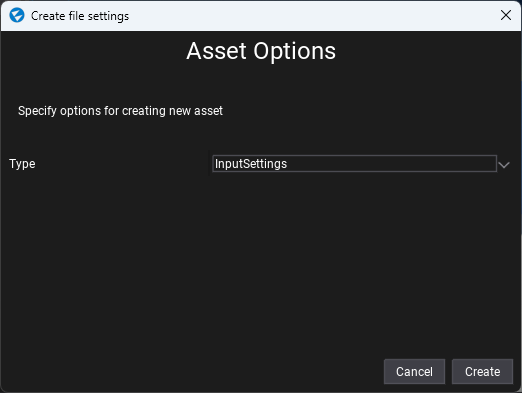 Create file settings
Asset Options
Specify options for creating new asset
Type
InputSettings
Cancel
Create